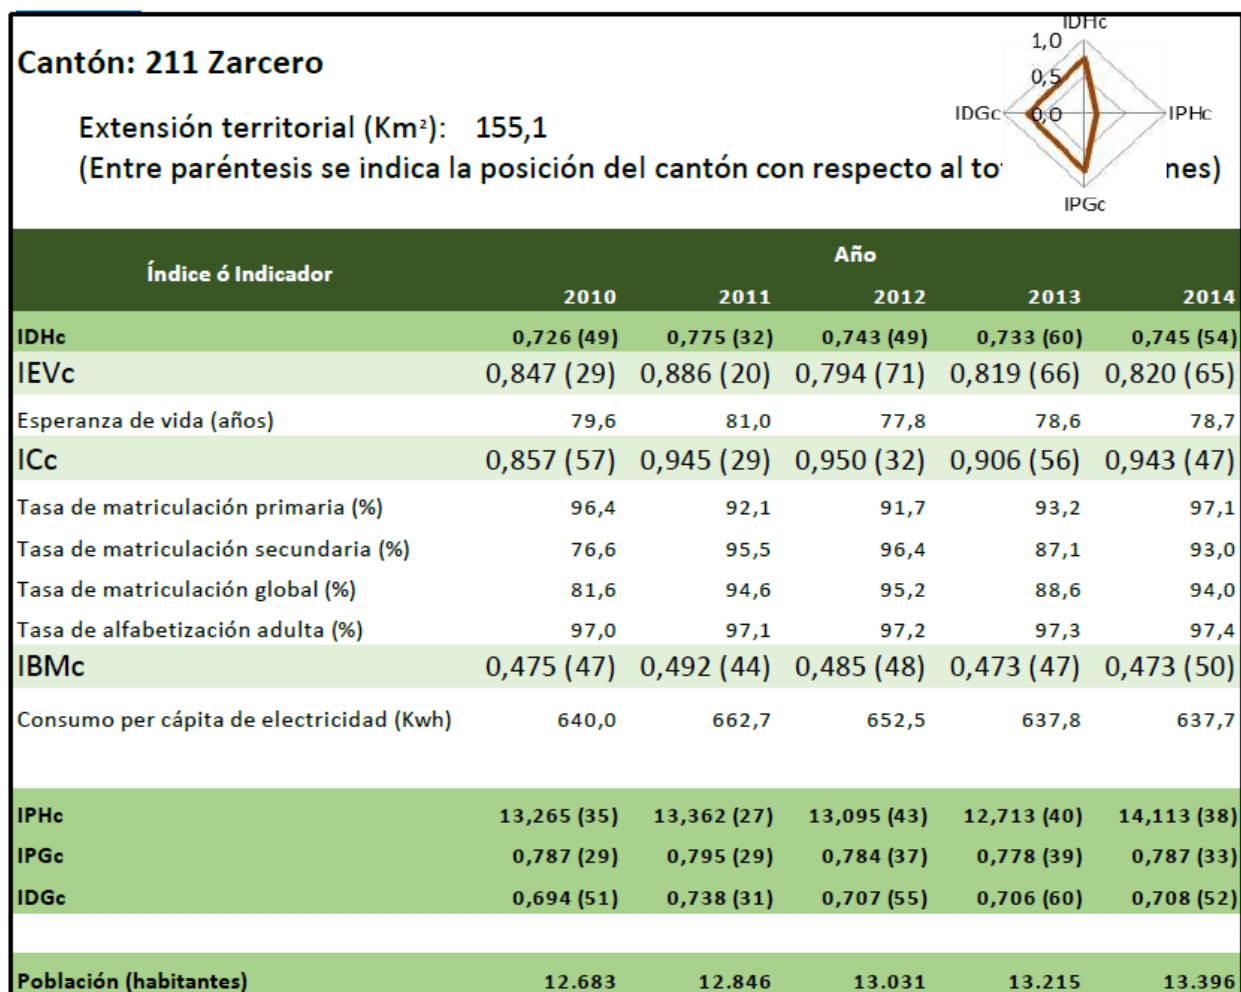 IDHc
1,0
Cantón: 211 Zarcero
0,5
IDGc 0,0 IPHc
Extensión territorial (Km²): 155,1
(Entre paréntesis se indica la posición del cantón con respecto al
IPGc
Año
Índice ó Indicador
2010 2011 2012 2013 2014
IDHc 0,726 (49) 0,775 (32) 0,743 (49) 0,733 (60) 0,745 (54)
IEVc 0,847 (29) 0,886 (20) 0,794 (71) 0,819 (66) 0,820 (65)
Esperanza de vida (años) 79,6 81,0 77,8 78,6 78,7
ICc 0,857 (57) 0,945 (29) 0,950 (32) 0,906 (56) 0,943 (47)
Tasa de matriculación primaria (%) 96,4 92,1 91,7 93,2 97,1
Tasa de matriculación secundaria (%) 76,6 95,5 96,4 87,1 93,0
Tasa de matriculación global (%) 81,6 94,6 95,2 88,6 94,0
Tasa de alfabetización adulta (%) 97,0 97,1 97,2 97,3 97,4
IBMc 0,475 (47) 0,492 (44) 0,485 (48) 0,473 (47) 0,473 (50)
Consumo per cápita de electricidad (Kwh) 640,0 662,7 652,5 637,8 637,7
IPHc 13,265 (35) 13,362 (27) 13,095 (43) 12,713 (40) 14,113 (38)
IPGc 0,787 (29) 0,795 (29) 0,784 (37) 0,778 (39) 0,787 (33)
IDGc 0,694 (51) 0,738 (31) 0,707 (55) 0,706 (60) 0,708 (52)
Población (habitantes) 12.683 12.846 13.031 13.215 13.396